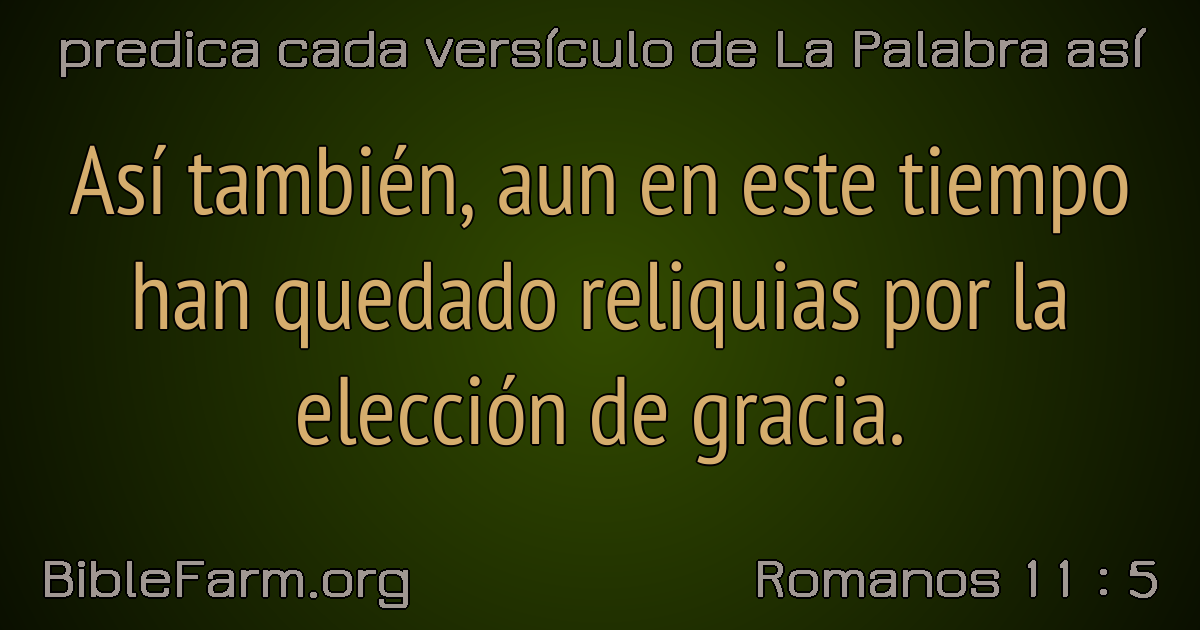 predica cada versículo de La Palabra así
Así también, aun en este tiempo
han quedado reliquias por la
elección de gracia.
BibleFarm.org
Romanos 11 : 5